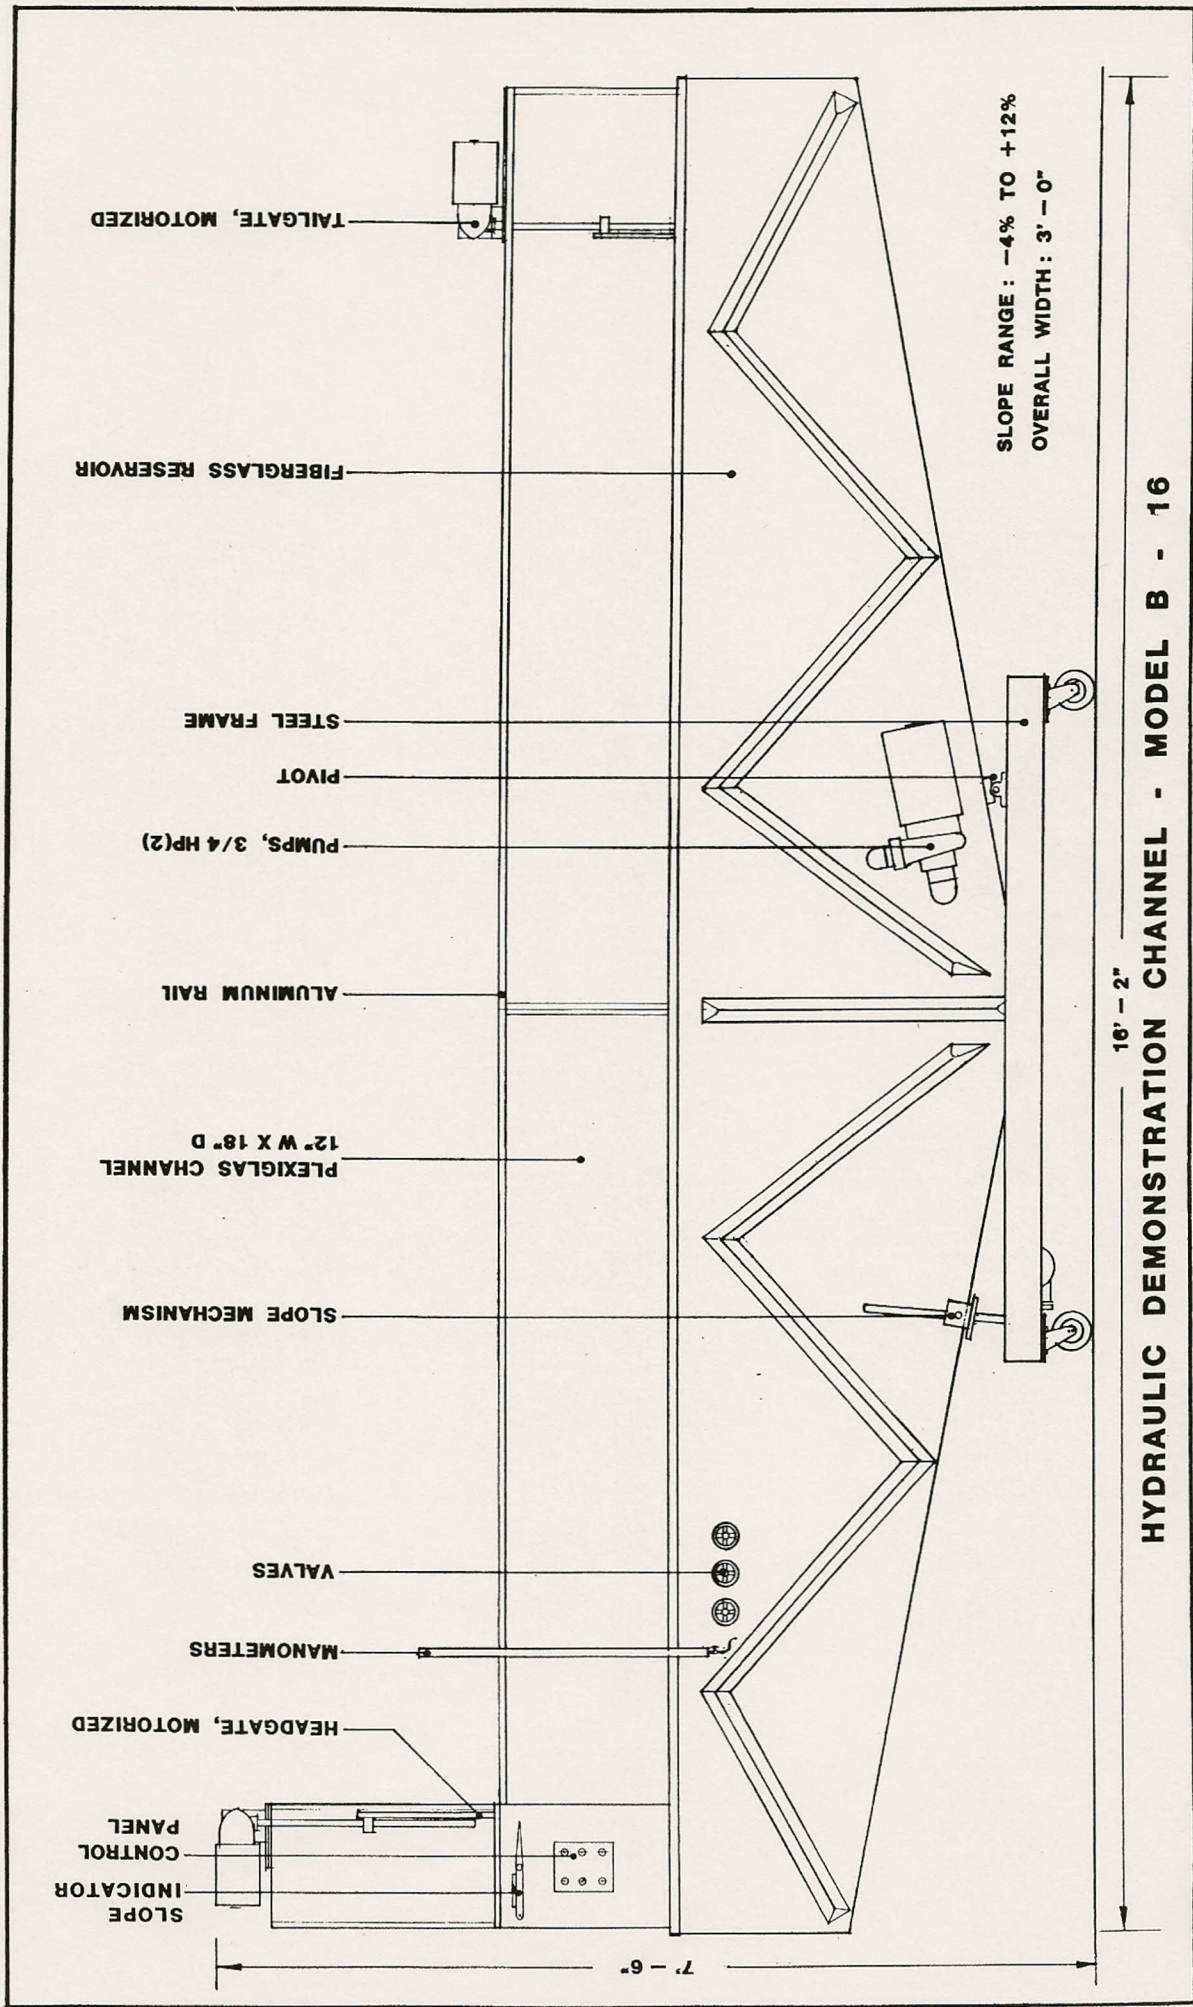 SLOPE
INDICATOR
CONTROL
PANEL
HEADGATE, MOTORIZED
MANOMETERS
VALVES
SLOPE MECHANISM
PLEXIGLAS CHANNEL
12" W X 18" D
ALUMINUM RAIL
PUMPS, 3/4 HP(2)
PIVOT
STEEL FRAME
FIBERGLASS RESERVOIR
TAILGATE, MOTORIZED
7' - 6"
SLOPE RANGE : -4% TO +12%
OVERALL WIDTH : 3' - 0"
16' - 2"
HYDRAULIC DEMONSTRATION CHANNEL - MODEL B - 16